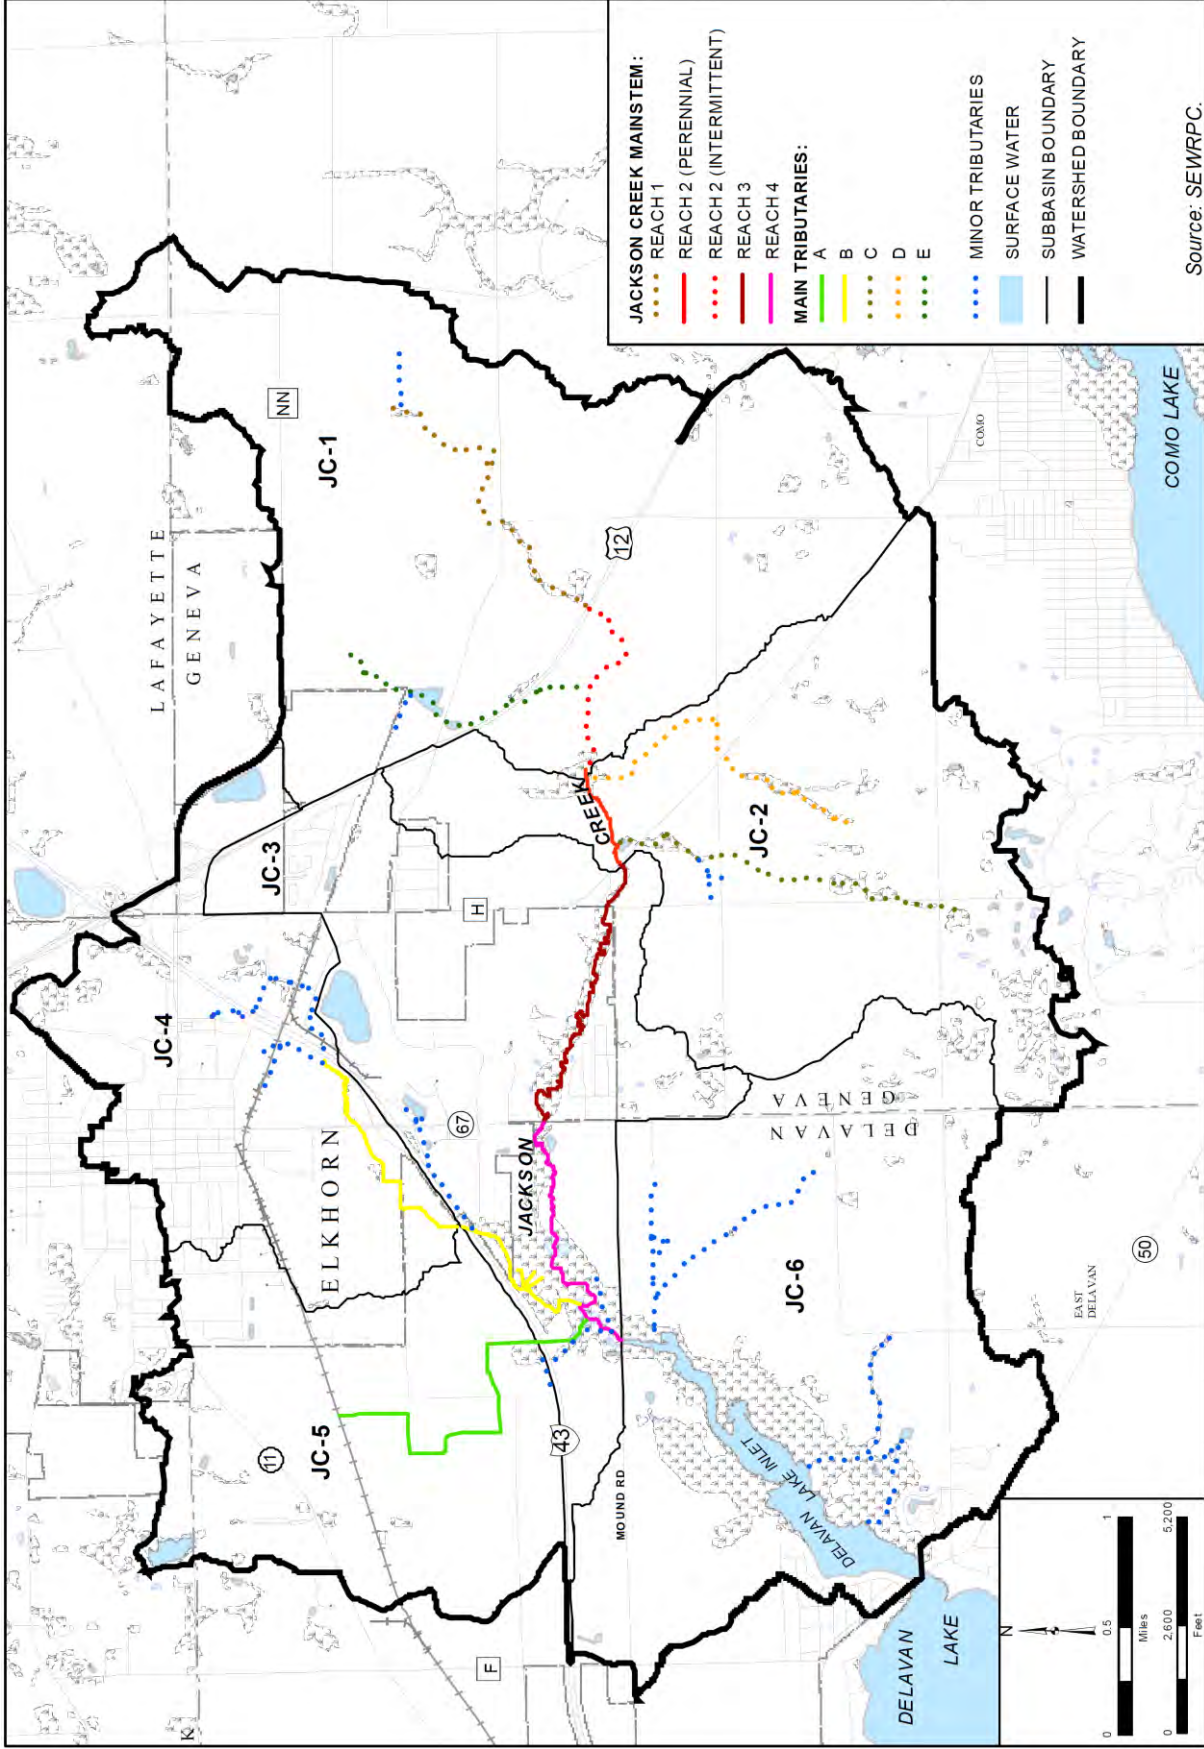 LAFAYETTE
GENEVA
NN
JC-1
JC-3
JC-4
12
H
CREEK
JC-2
ELKHORN
67
JACKSON
GENEVA
DELAVAN
JC-5
11
43
MOUND RD
JC-6
DELAVAN LAKE INLET
K
F
DELAVAN
LAKE
EAST
DELAVAN
50
COMO
COMO LAKE
JACKSON CREEK MAINSTEM:
REACH 1
REACH 2 (PERENNIAL)
REACH 2 (INTERMITTENT)
REACH 3
REACH 4
MAIN TRIBUTARIES:
A
B
C
D
E
MINOR TRIBUTARIES
SURFACE WATER
SUBBASIN BOUNDARY
WATERSHED BOUNDARY
Source: SEWRPC.
N
0 0.5 1
Miles
0 2,600 5,200
Feet